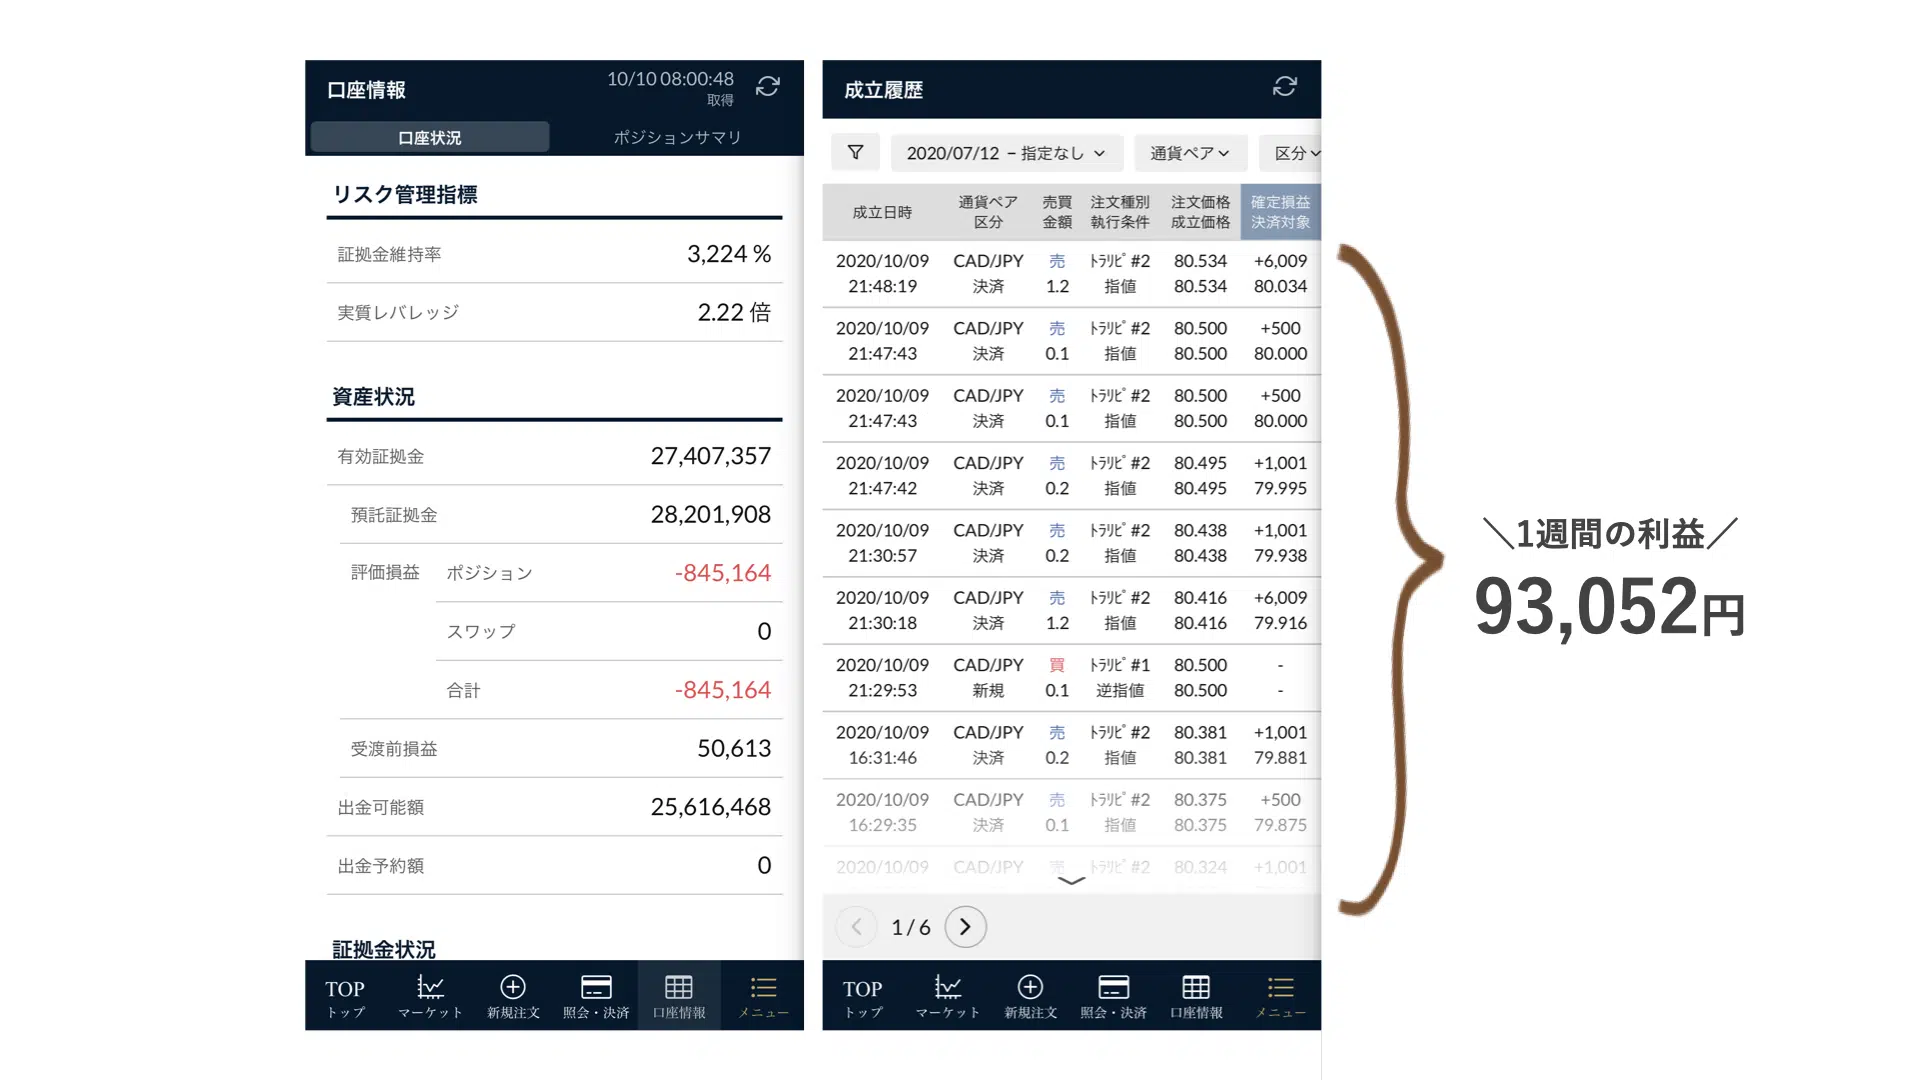 口座情報
10/10 08:00:48
取得
口座状況 ポジションサマリ
リスク管理指標
証拠金維持率 3,224 %
実質レバレッジ 2.22 倍
資産状況
有効証拠金 27,407,357
預託証拠金 28,201,908
評価損益 ポジション -845,164
スワップ 0
合計 -845,164
受渡前損益 50,613
出金可能額 25,616,468
出金予約額 0
証拠金状況
TOP
トップ マーケット 新規注文 照会・決済 口座情報 メニュー
成立履歴
2020/07/12 – 指定なし 通貨ペア 区分
成立日時 通貨ペア 区分 売買 金額 注文種別 執行条件 注文価格 成立価格 確定損益 決済対象
2020/10/09 CAD/JPY 売 ﾄﾗﾘﾋﾟ #2 80.534 +6,009
21:48:19 決済 1.2 指値 80.534 80.034
2020/10/09 CAD/JPY 売 ﾄﾗﾘﾋﾟ #2 80.500 +500
21:47:43 決済 0.1 指値 80.500 80.000
2020/10/09 CAD/JPY 売 ﾄﾗﾘﾋﾟ #2 80.500 +500
21:47:43 決済 0.1 指値 80.500 80.000
2020/10/09 CAD/JPY 売 ﾄﾗﾘﾋﾟ #2 80.495 +1,001
21:47:42 決済 0.2 指値 80.495 79.995
2020/10/09 CAD/JPY 売 ﾄﾗﾘﾋﾟ #2 80.438 +1,001
21:30:57 決済 0.2 指値 80.438 79.938
2020/10/09 CAD/JPY 売 ﾄﾗﾘﾋﾟ #2 80.416 +6,009
21:30:18 決済 1.2 指値 80.416 79.916
2020/10/09 CAD/JPY 買 ﾄﾗﾘﾋﾟ #1 80.500 -
21:29:53 新規 0.1 逆指値 80.500 -
2020/10/09 CAD/JPY 売 ﾄﾗﾘﾋﾟ #2 80.381 +1,001
16:31:46 決済 0.2 指値 80.381 79.881
2020/10/09 CAD/JPY 売 ﾄﾗﾘﾋﾟ #2 80.375 +500
16:29:35 決済 0.1 指値 80.375 79.875
2020/10/09 CAD/JPY 売 ﾄﾗﾘﾋﾟ #2 80.324 +1,001
1 / 6
TOP
トップ マーケット 新規注文 照会・決済 口座情報 メニュー
＼1週間の利益／
93,052円